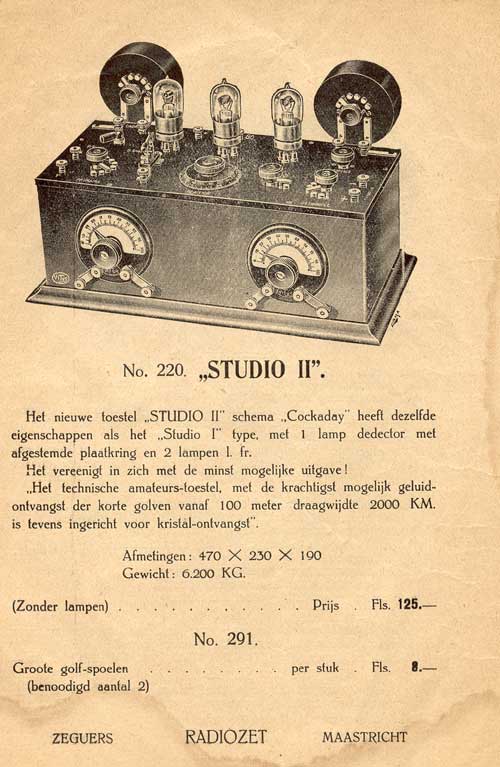 No. 220. „STUDIO II".
Het nieuwe toestel „STUDIO II" schema „Cockaday" heeft dezelfde
eigenschappen als het „Studio I" type, met 1 lamp dedector met
afgestemde plaatkring en 2 lampen l. fr.
Het vereenigt in zich met de minst mogelijke uitgave!
„Het technische amateurs-toestel, met de krachtigst mogelijk geluid-
ontvangst der korte golven vanaf 100 meter draagwijdte 2000 KM.
is tevens ingericht voor kristal-ontvangst".
Afmetingen: 470 × 230 × 190
Gewicht: 6.200 KG.
(Zonder lampen) . . . . . . . . . . . Prijs . Fls. 125.—
No. 291.
Groote golf-spoelen . . . . . . . . per stuk . Fls. 8.—
(benoodigd aantal 2)
ZEGUERS RADIOZET MAASTRICHT